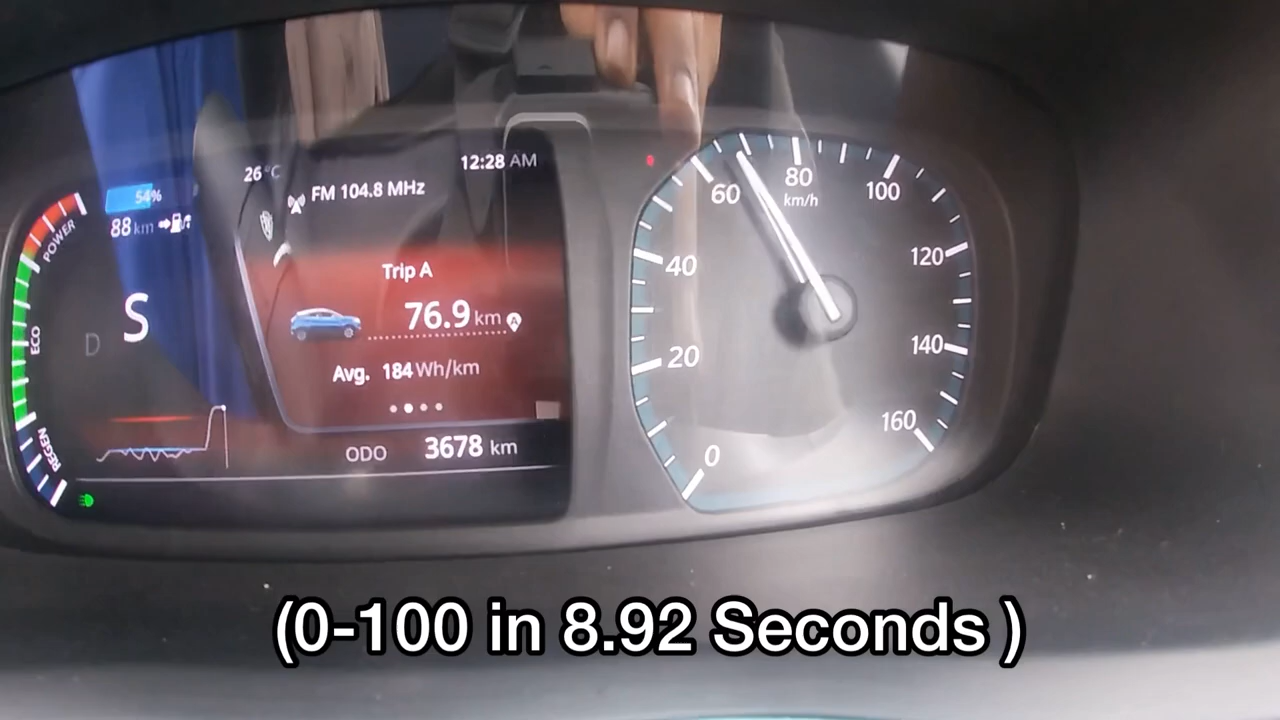 26°C
12:28 AM
FM 104.8 MHz
54%
88 km
POWER
ECO
REGEN
D
S
Trip A
76.9 km
A
Avg. 184 Wh/km
ODO 3678 km
0
20
40
60
80
km/h
100
120
140
160
(0-100 in 8.92 Seconds )